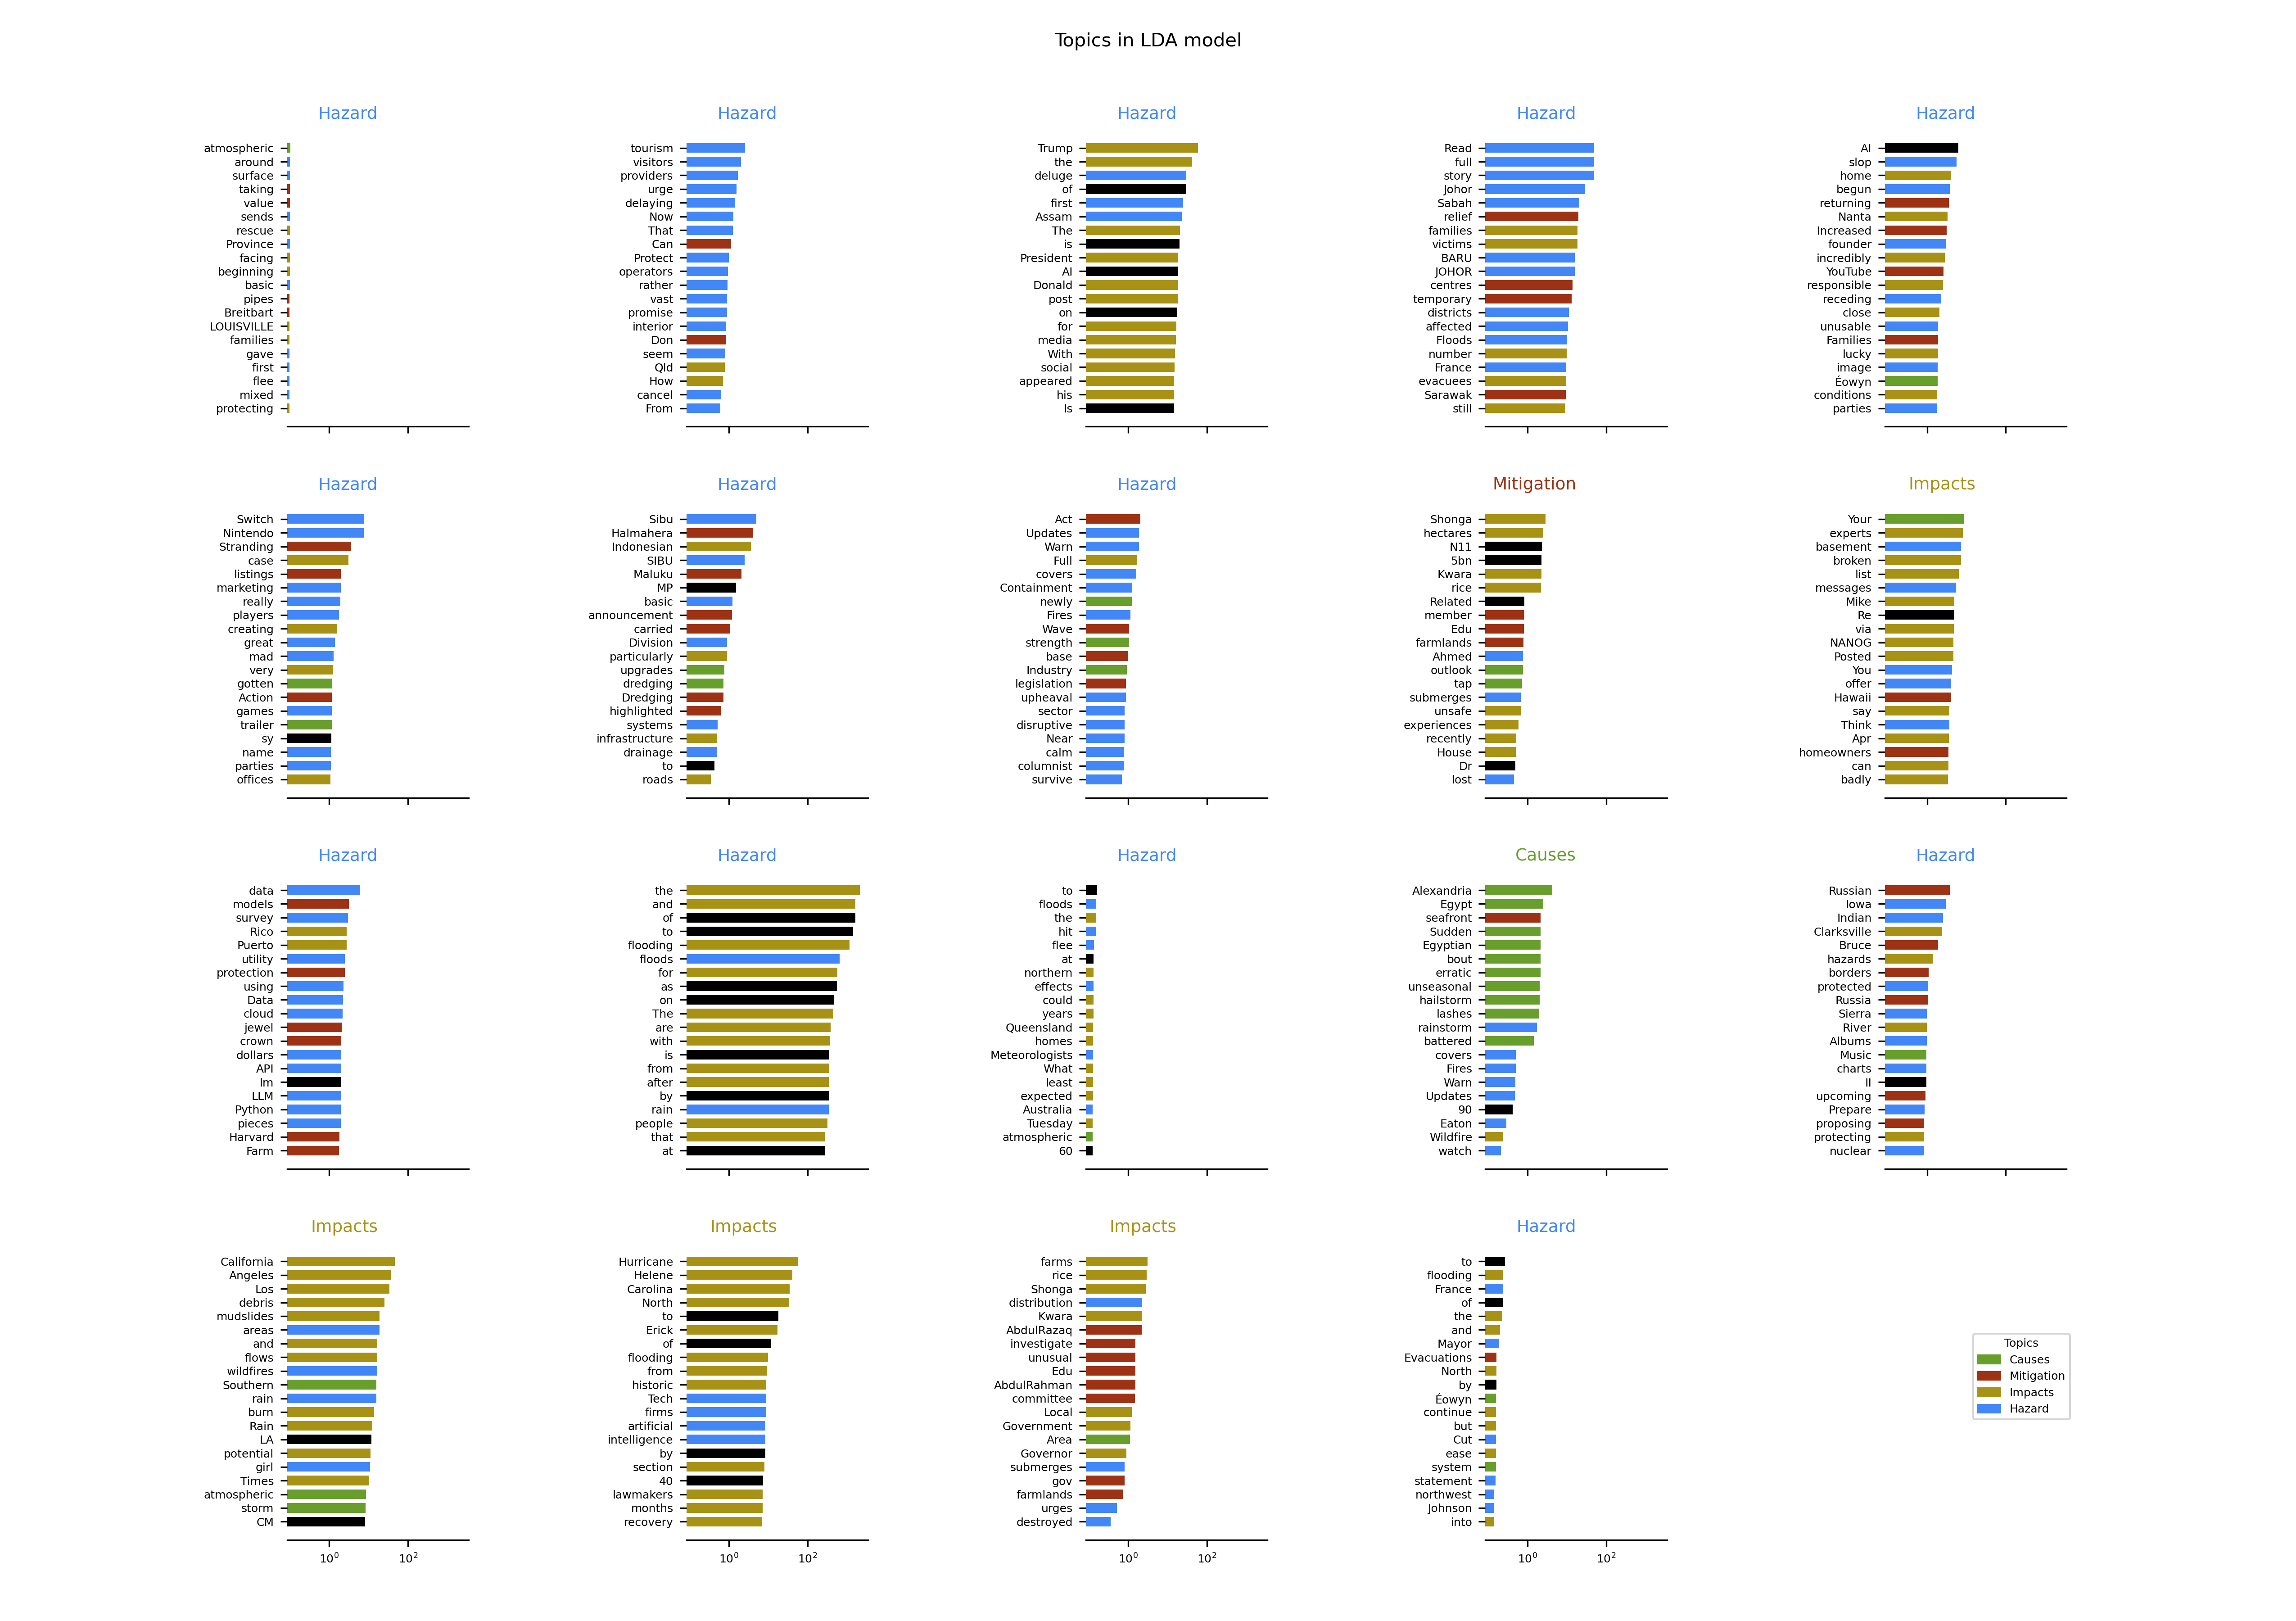 Topics in LDA model
Hazard
atmospheric
around
surface
taking
value
sends
rescue
Province
facing
beginning
basic
pipes
Breitbart
LOUISVILLE
families
gave
first
flee
mixed
protecting
Hazard
tourism
visitors
providers
urge
delaying
Now
That
Can
Protect
operators
rather
vast
promise
interior
Don
seem
Qld
How
cancel
From
Hazard
Trump
the
deluge
of
first
Assam
The
is
President
AI
Donald
post
on
for
media
With
social
appeared
his
Is
Hazard
Read
full
story
Johor
Sabah
relief
families
victims
BARU
JOHOR
centres
temporary
districts
affected
Floods
number
France
evacuees
Sarawak
still
Hazard
AI
slop
home
begun
returning
Nanta
Increased
founder
incredibly
YouTube
responsible
receding
close
unusable
Families
lucky
image
Éowyn
conditions
parties
Hazard
Switch
Nintendo
Stranding
case
listings
marketing
really
players
creating
great
mad
very
gotten
Action
games
trailer
sy
name
parties
offices
Hazard
Sibu
Halmahera
Indonesian
SIBU
Maluku
MP
basic
announcement
carried
Division
particularly
upgrades
dredging
Dredging
highlighted
systems
infrastructure
drainage
to
roads
Hazard
Act
Updates
Warn
Full
covers
Containment
newly
Fires
Wave
strength
base
Industry
legislation
upheaval
sector
disruptive
Near
calm
columnist
survive
Mitigation
Shonga
hectares
N11
5bn
Kwara
rice
Related
member
Edu
farmlands
Ahmed
outlook
tap
submerges
unsafe
experiences
recently
House
Dr
lost
Impacts
Your
experts
basement
broken
list
messages
Mike
Re
via
NANOG
Posted
You
offer
Hawaii
say
Think
Apr
homeowners
can
badly
Hazard
data
models
survey
Rico
Puerto
utility
protection
using
Data
cloud
jewel
crown
dollars
API
lm
LLM
Python
pieces
Harvard
Farm
Hazard
the
and
of
to
flooding
floods
for
as
on
The
are
with
is
from
after
by
rain
people
that
at
Hazard
to
floods
the
hit
flee
at
northern
effects
could
years
Queensland
homes
Meteorologists
What
least
expected
Australia
Tuesday
atmospheric
60
Causes
Alexandria
Egypt
seafront
Sudden
Egyptian
bout
erratic
unseasonal
hailstorm
lashes
rainstorm
battered
covers
Fires
Warn
Updates
90
Eaton
Wildfire
watch
Hazard
Russian
Iowa
Indian
Clarksville
Bruce
hazards
borders
protected
Russia
Sierra
River
Albums
Music
charts
II
upcoming
Prepare
proposing
protecting
nuclear
Impacts
California
Angeles
Los
debris
mudslides
areas
and
flows
wildfires
Southern
rain
burn
Rain
LA
potential
girl
Times
atmospheric
storm
CM
10⁰ 10²
Impacts
Hurricane
Helene
Carolina
North
to
Erick
of
flooding
from
historic
Tech
firms
artificial
intelligence
by
section
40
lawmakers
months
recovery
10⁰ 10²
Impacts
farms
rice
Shonga
distribution
Kwara
AbdulRazaq
investigate
unusual
Edu
AbdulRahman
committee
Local
Government
Area
Governor
submerges
gov
farmlands
urges
destroyed
10⁰ 10²
Hazard
to
flooding
France
of
the
and
Mayor
Evacuations
North
by
Éowyn
continue
but
Cut
ease
system
statement
northwest
Johnson
into
10⁰ 10²
Topics
Causes
Mitigation
Impacts
Hazard